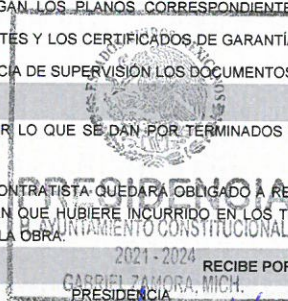 GAN LOS PLANOS CORRESPONDIENTE
TES Y LOS CERTIFICADOS DE GARANTÍA
CIA DE SUPERVISIÓN LOS DOCUMENTOS
R LO QUE SE DAN POR TERMINADOS
ONTRATISTA QUEDARÁ OBLIGADO A RE
PRESIDENCIA
AN QUE HUBIERE INCURRIDO EN LOS T
H. AYUNTAMIENTO CONSTITUCIONAL
LA OBRA.
2021 - 2024
RECIBE POR
GABRIEL ZAMORA, MICH.
PRESIDENCIA